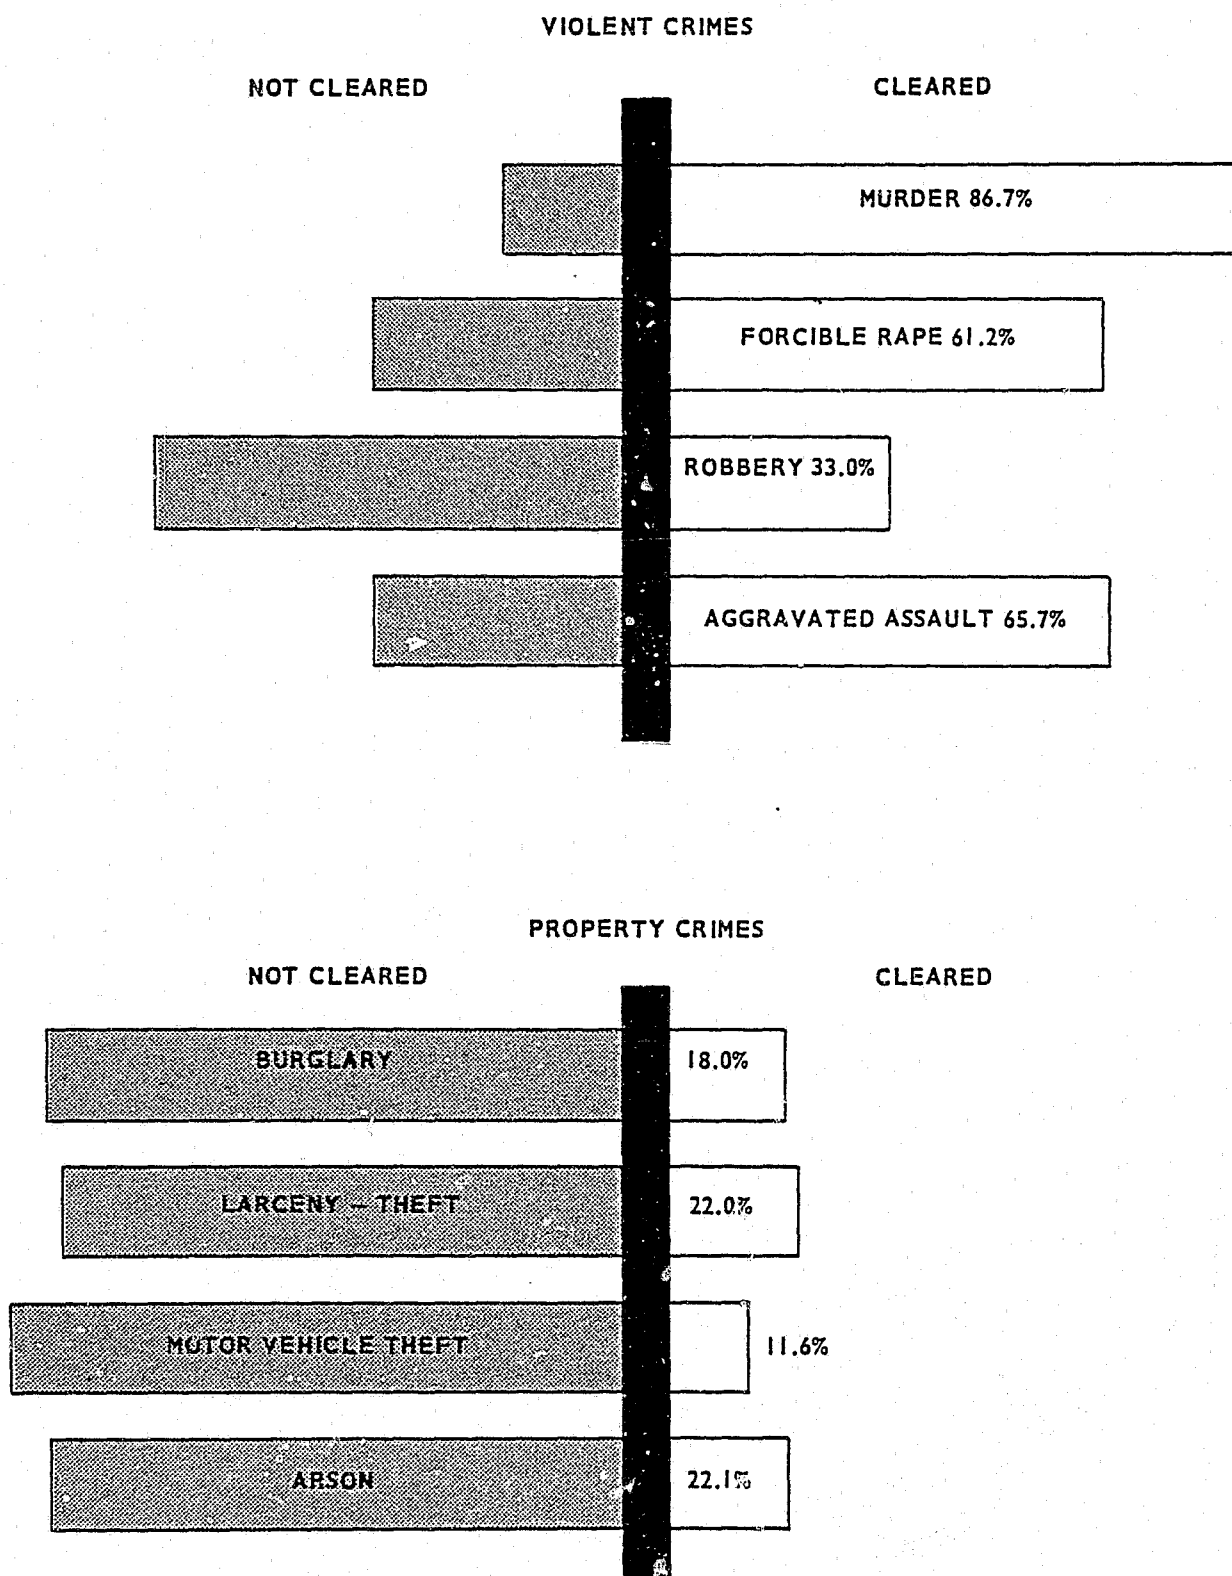 VIOLENT CRIMES
NOT CLEARED CLEARED
MURDER 86.7%
FORCIBLE RAPE 61.2%
ROBBERY 33.0%
AGGRAVATED ASSAULT 65.7%
PROPERTY CRIMES
NOT CLEARED CLEARED
BURGLARY 18.0%
LARCENY – THEFT 22.0%
MOTOR VEHICLE THEFT 11.6%
ARSON 22.1%